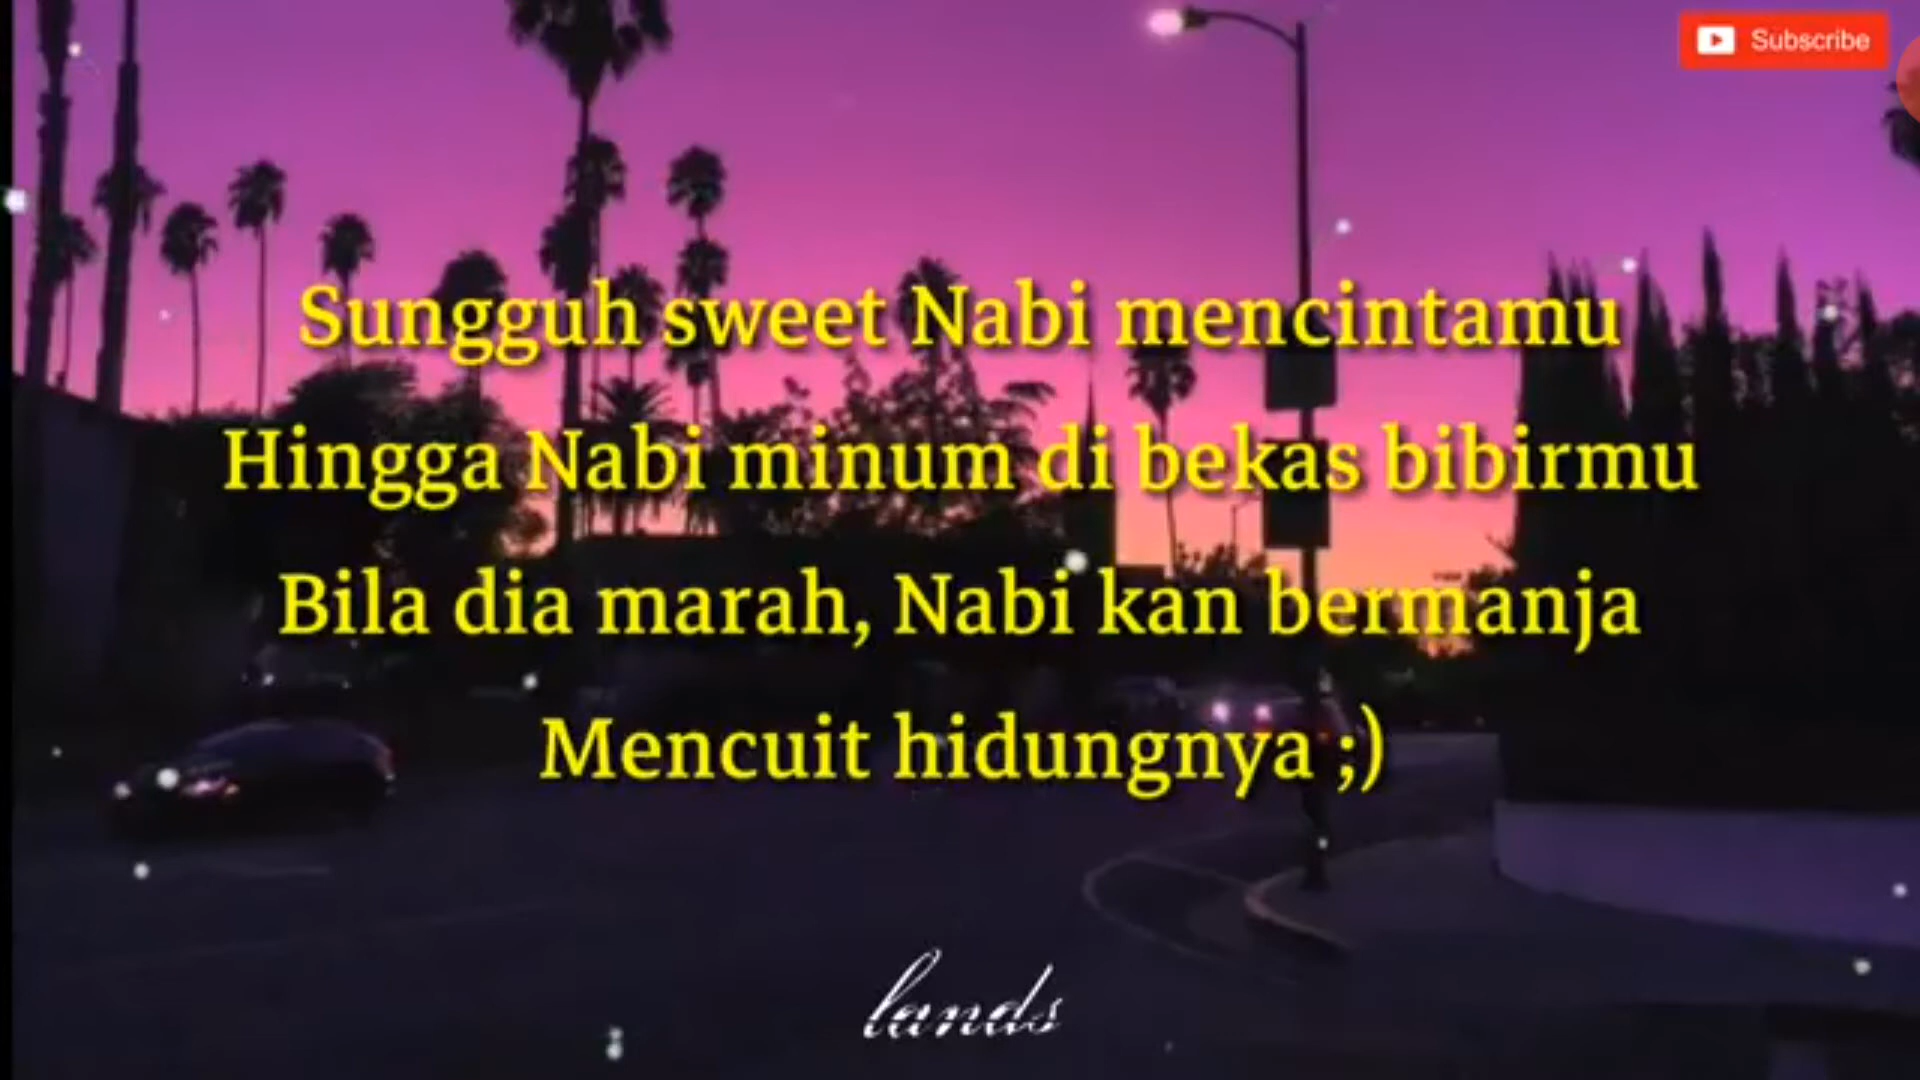 Subscribe
Sungguh sweet Nabi mencintamu
Hingga Nabi minum di bekas bibirmu
Bila dia marah, Nabi kan bermanja
Mencuit hidungnya ;)
lands